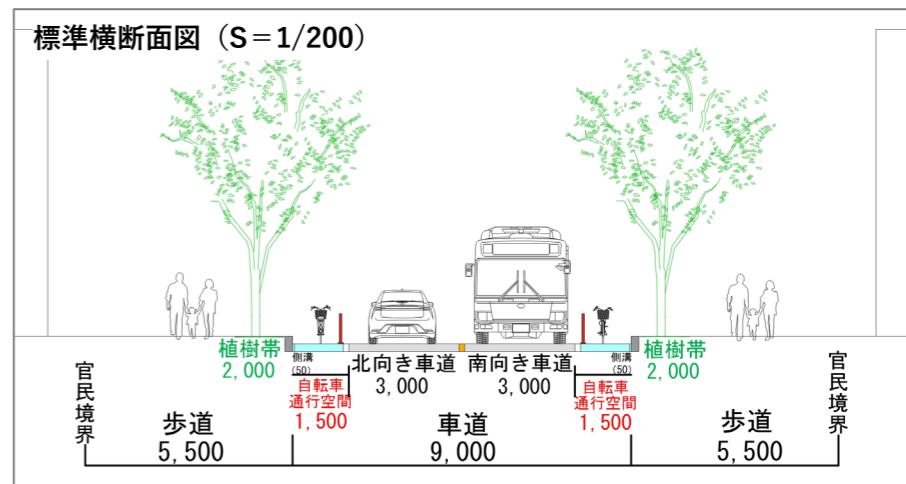 標準横断面図（S＝1/200）
植樹帯
2,000
側溝
(50)
北向き車道
3,000
南向き車道
3,000
側溝
(50)
植樹帯
2,000
自転車
通行空間
1,500
自転車
通行空間
1,500
官民境界
歩道
5,500
車道
9,000
歩道
5,500
官民境界